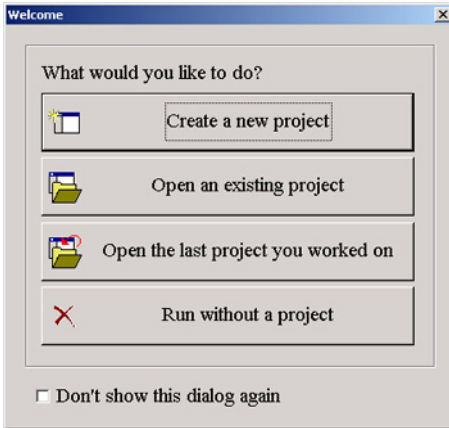 Welcome
What would you like to do?
Create a new project
Open an existing project
Open the last project you worked on
Run without a project
Don't show this dialog again